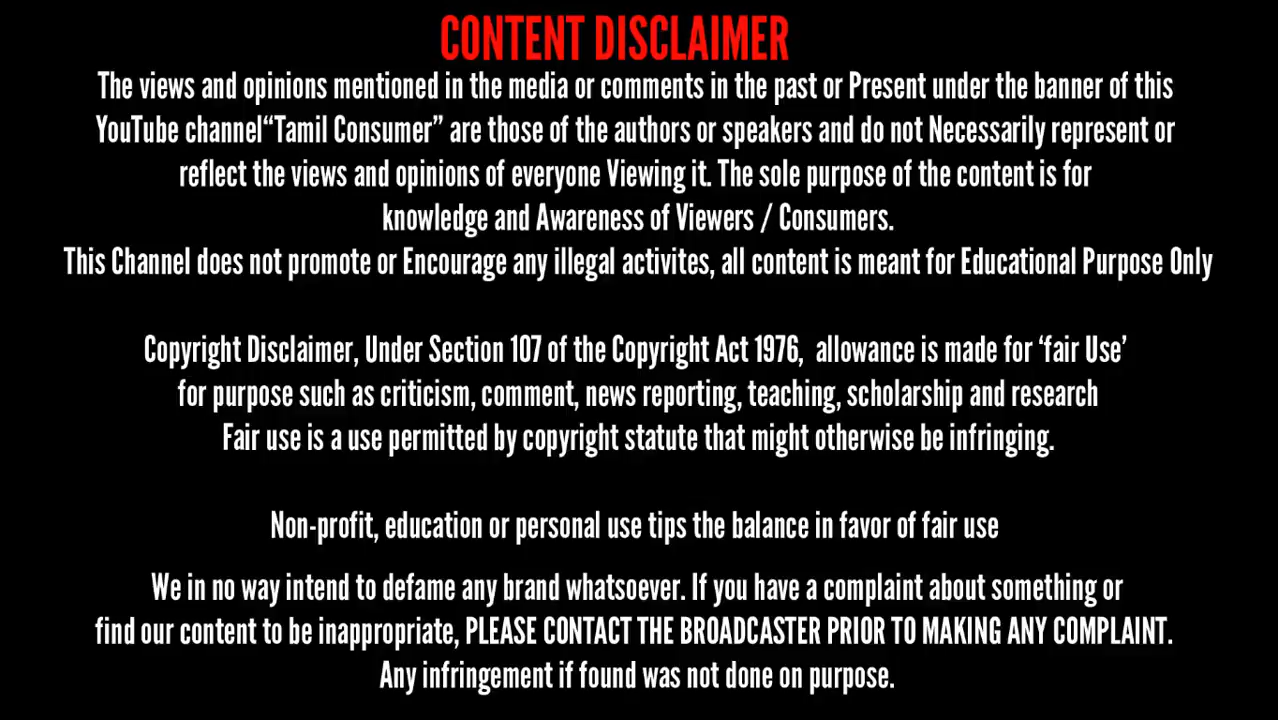 CONTENT DISCLAIMER
The views and opinions mentioned in the media or comments in the past or Present under the banner of this
YouTube channel“Tamil Consumer” are those of the authors or speakers and do not Necessarily represent or
reflect the views and opinions of everyone Viewing it. The sole purpose of the content is for
knowledge and Awareness of Viewers / Consumers.
This Channel does not promote or Encourage any illegal activites, all content is meant for Educational Purpose Only
Copyright Disclaimer, Under Section 107 of the Copyright Act 1976, allowance is made for ‘fair Use’
for purpose such as criticism, comment, news reporting, teaching, scholarship and research
Fair use is a use permitted by copyright statute that might otherwise be infringing.
Non-profit, education or personal use tips the balance in favor of fair use
We in no way intend to defame any brand whatsoever. If you have a complaint about something or
find our content to be inappropriate, PLEASE CONTACT THE BROADCASTER PRIOR TO MAKING ANY COMPLAINT.
Any infringement if found was not done on purpose.